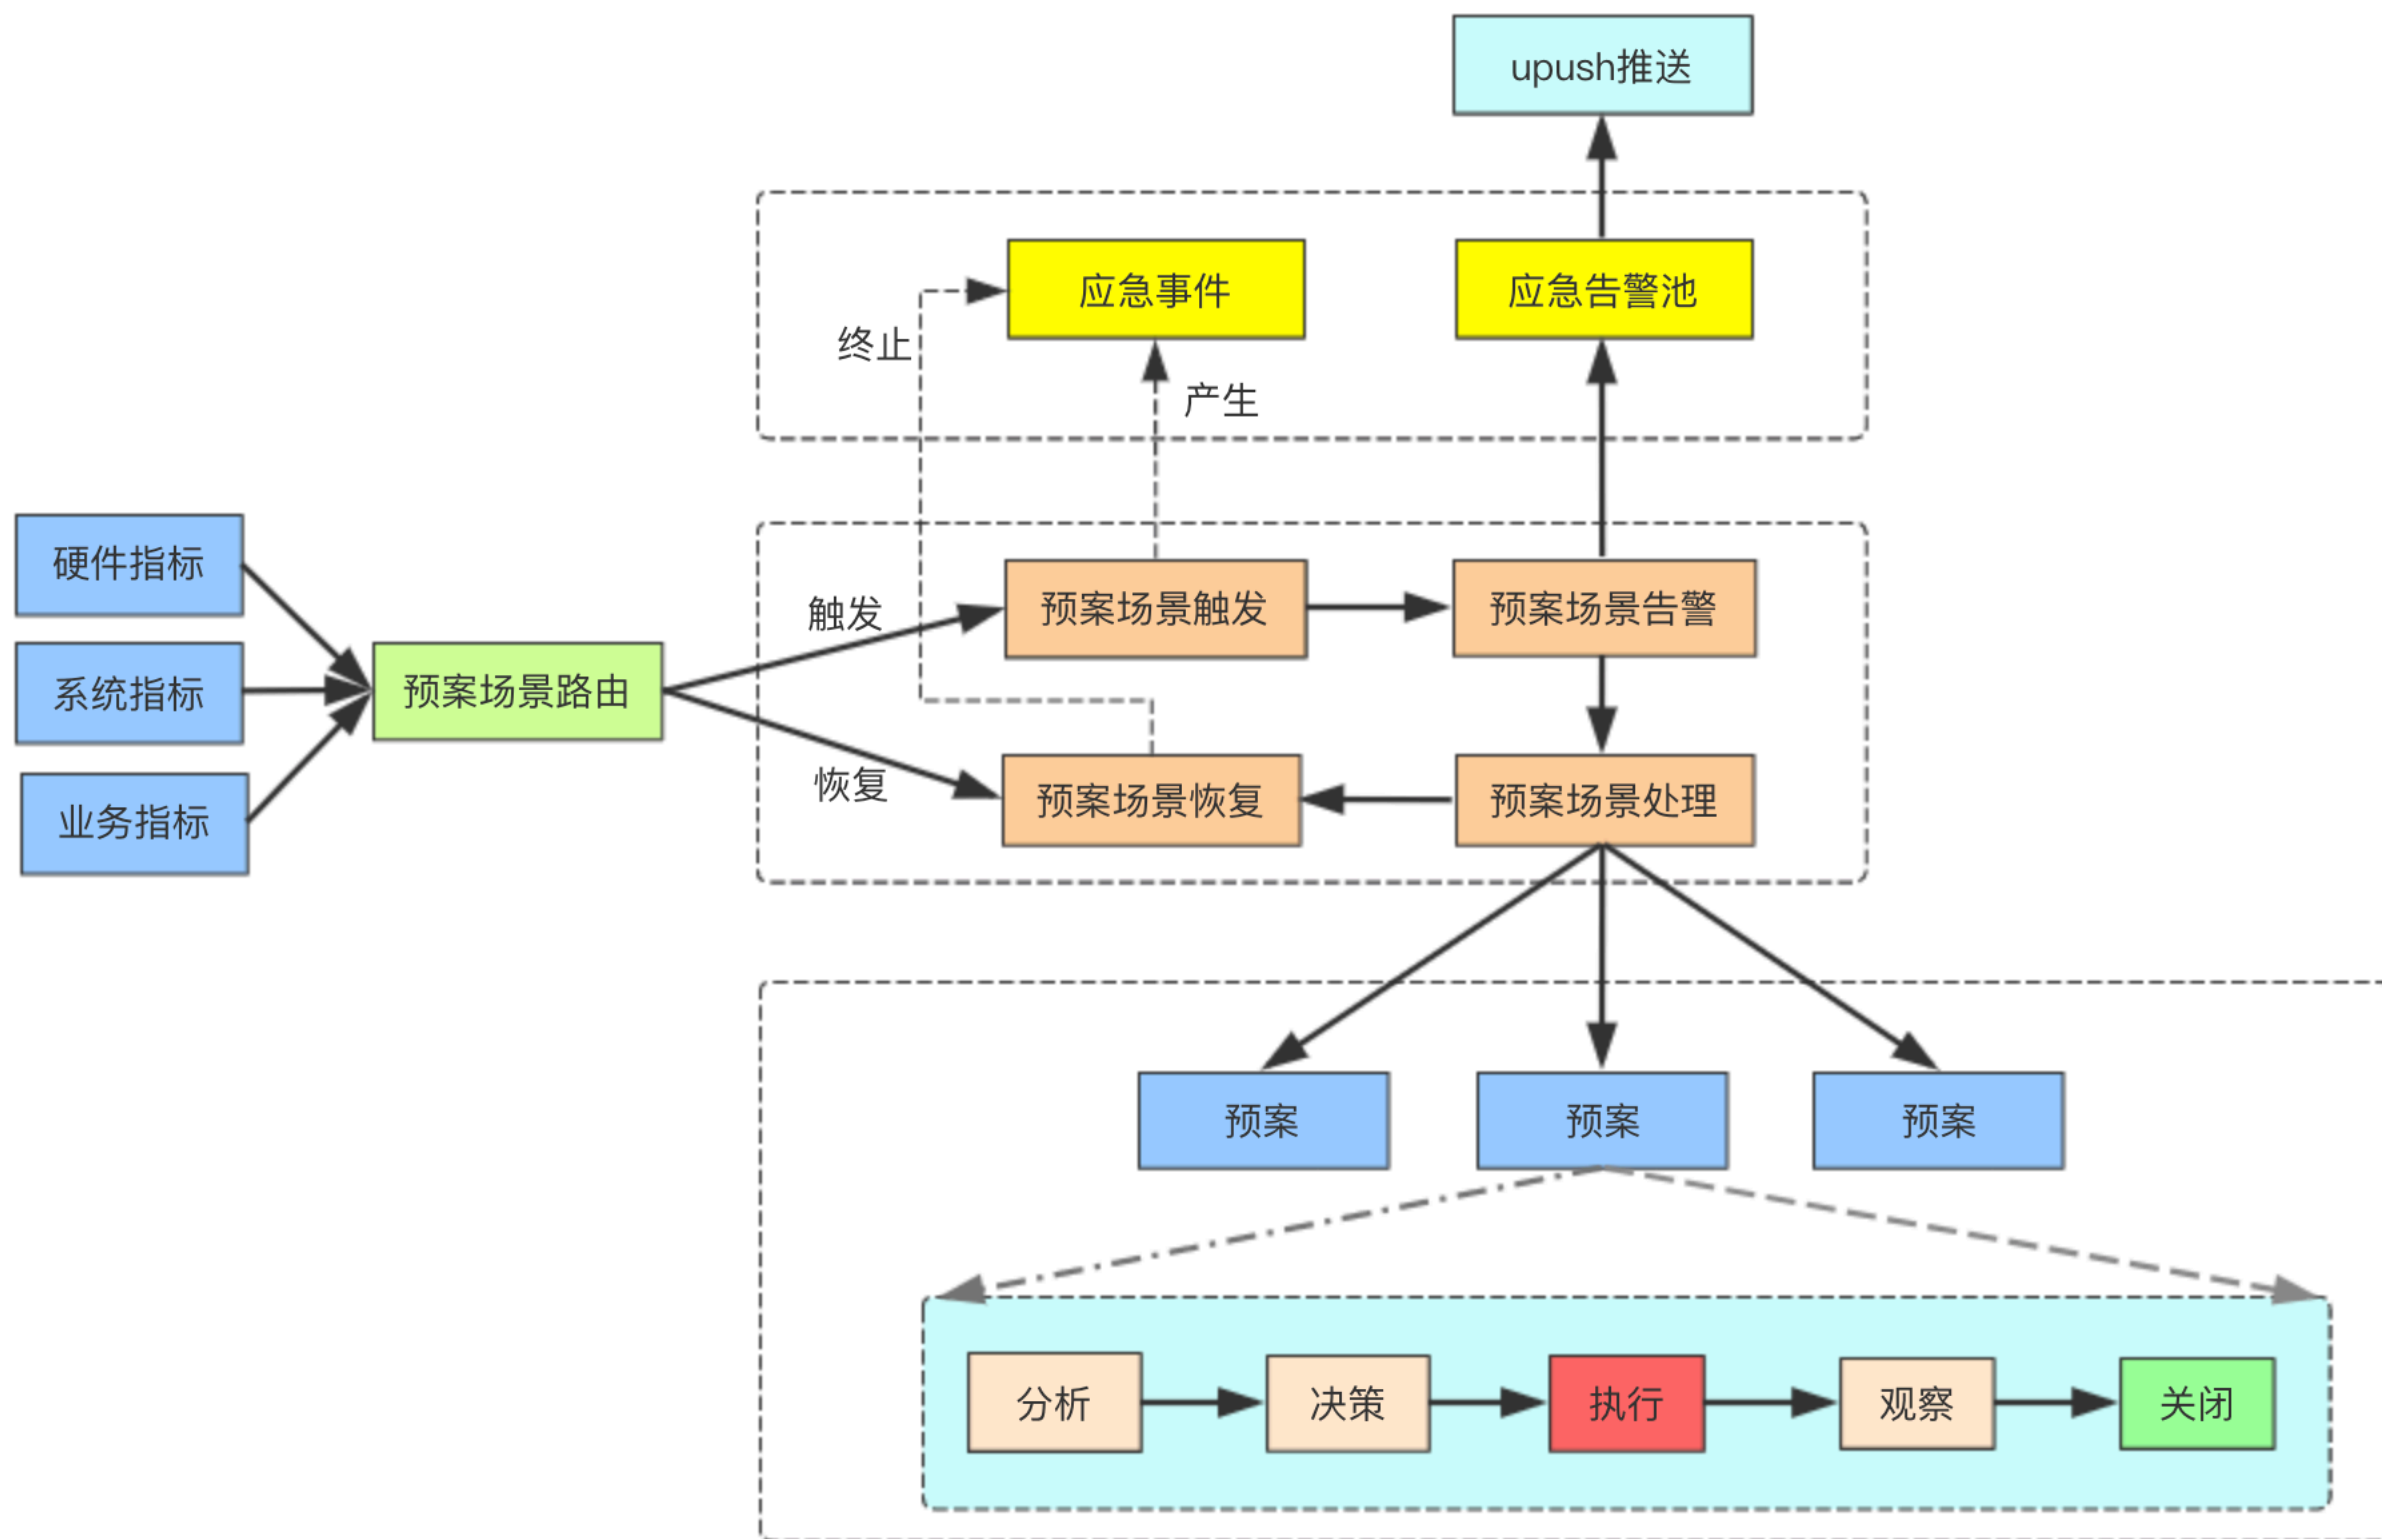 upush推送
应急事件
应急告警池
终止
产生
硬件指标
系统指标
业务指标
预案场景路由
触发
恢复
预案场景触发
预案场景告警
预案场景恢复
预案场景处理
预案
预案
预案
分析
决策
执行
观察
关闭